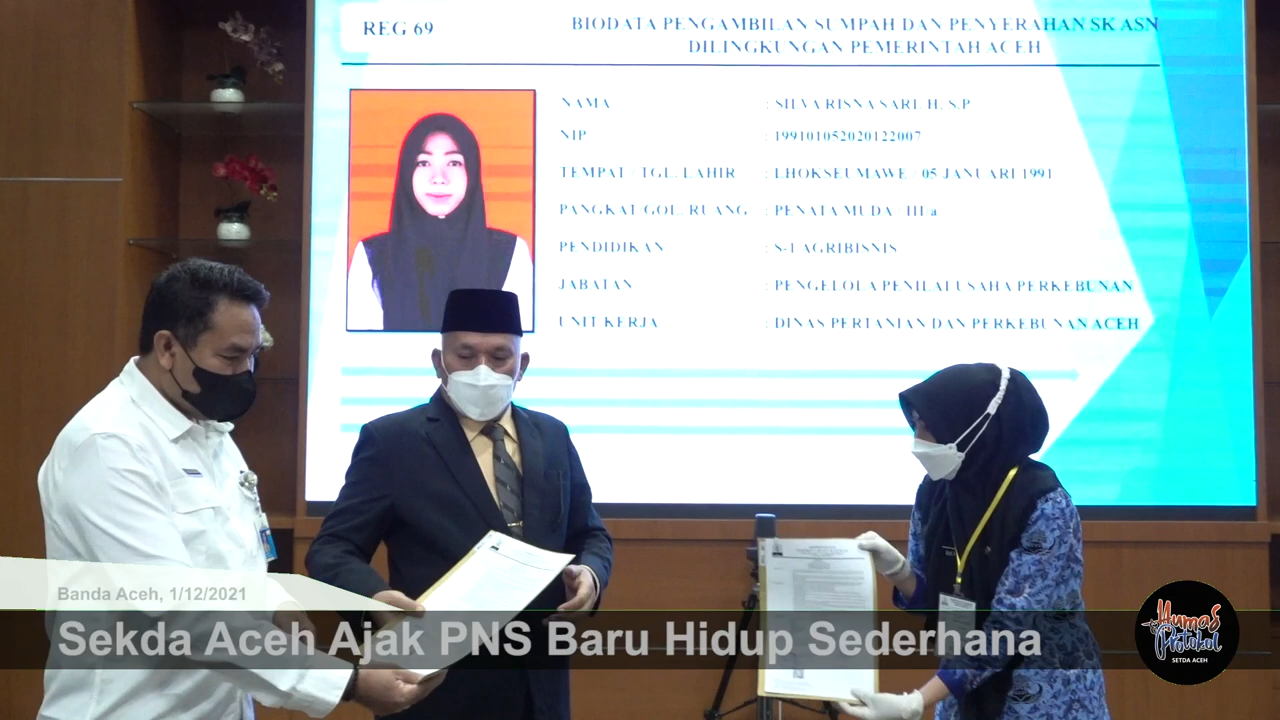 REG 69
BIODATA PENGAMBILAN SUMPAH DAN PENYERAHAN SK ASN
DILINGKUNGAN PEMERINTAH ACEH
NAMA : SILVA RISNA SARI. H. S.P
NIP : 199101052020122007
TEMPAT / TGL. LAHIR : LHOKSEUMAWE / 05 JANUARI 1991
PANGKAT/GOL. RUANG : PENATA MUDA / III a
PENDIDIKAN : S-1 AGRIBISNIS
JABATAN : PENGELOLA PENILAI USAHA PERKEBUNAN
UNIT KERJA : DINAS PERTANIAN DAN PERKEBUNAN ACEH
Banda Aceh, 1/12/2021
Sekda Aceh Ajak PNS Baru Hidup Sederhana
Humas
Protokol
SETDA ACEH